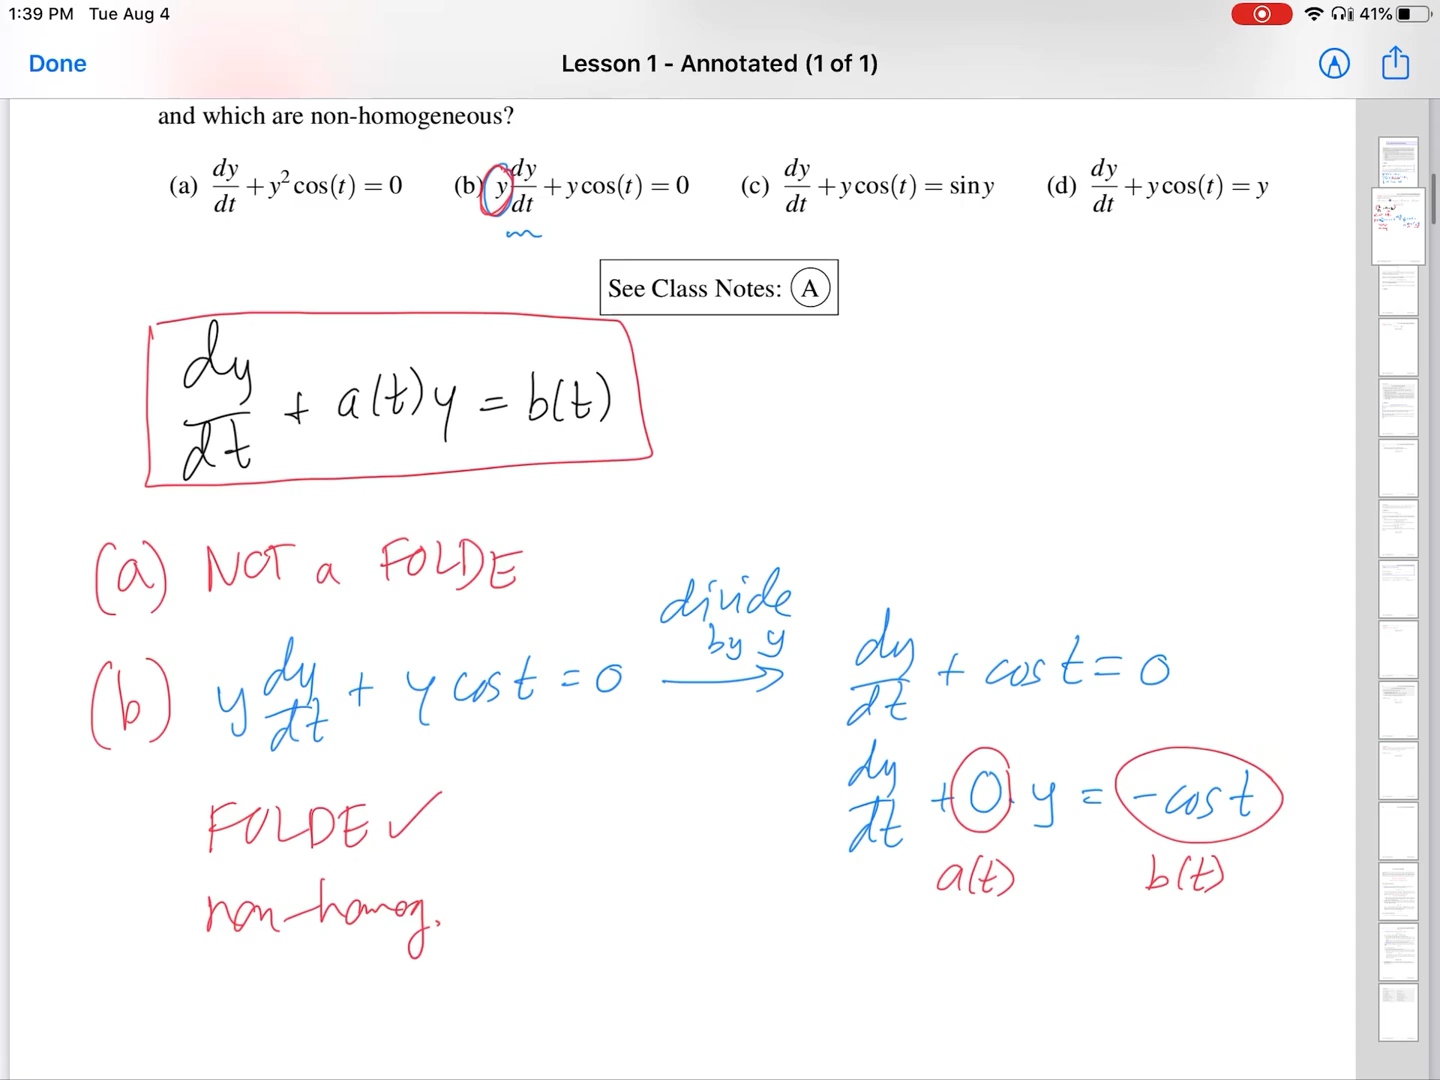 1:39 PM Tue Aug 4
41%
Done
Lesson 1 - Annotated (1 of 1)
and which are non-homogeneous?
(a) dy/dt + y² cos(t) = 0 (b) y dy/dt + y cos(t) = 0 (c) dy/dt + y cos(t) = sin y (d) dy/dt + y cos(t) = y
See Class Notes: A
dy/dt + a(t) y = b(t)
(a) NOT a FOLDE
(b) y dy/dt + y cos t = 0 divide by y → dy/dt + cos t = 0
dy/dt + 0 · y = - cos t
a(t) b(t)
FOLDE ✓
non-homog.